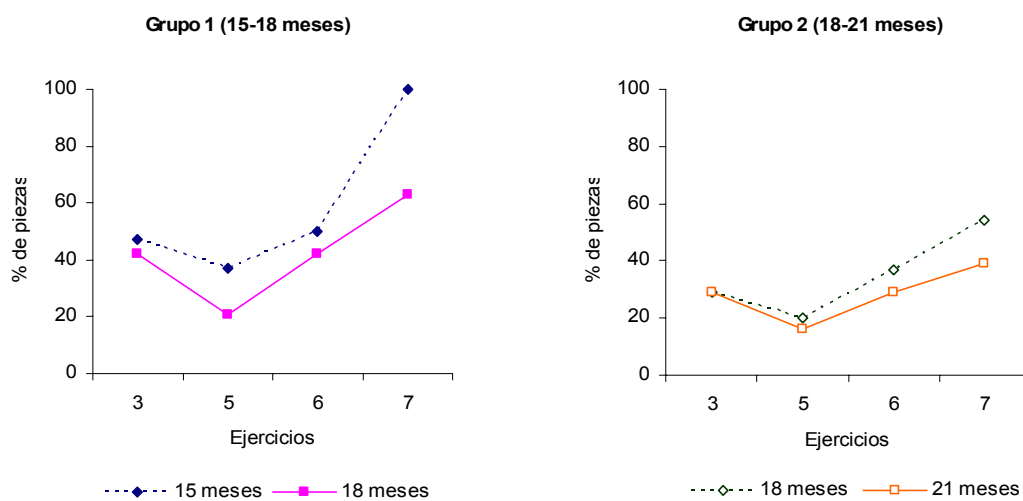 Grupo 1 (15-18 meses)
% de piezas
100
80
60
40
20
0
3 5 6 7
Ejercicios
15 meses 18 meses
Grupo 2 (18-21 meses)
% de piezas
100
80
60
40
20
0
3 5 6 7
Ejercicios
18 meses 21 meses